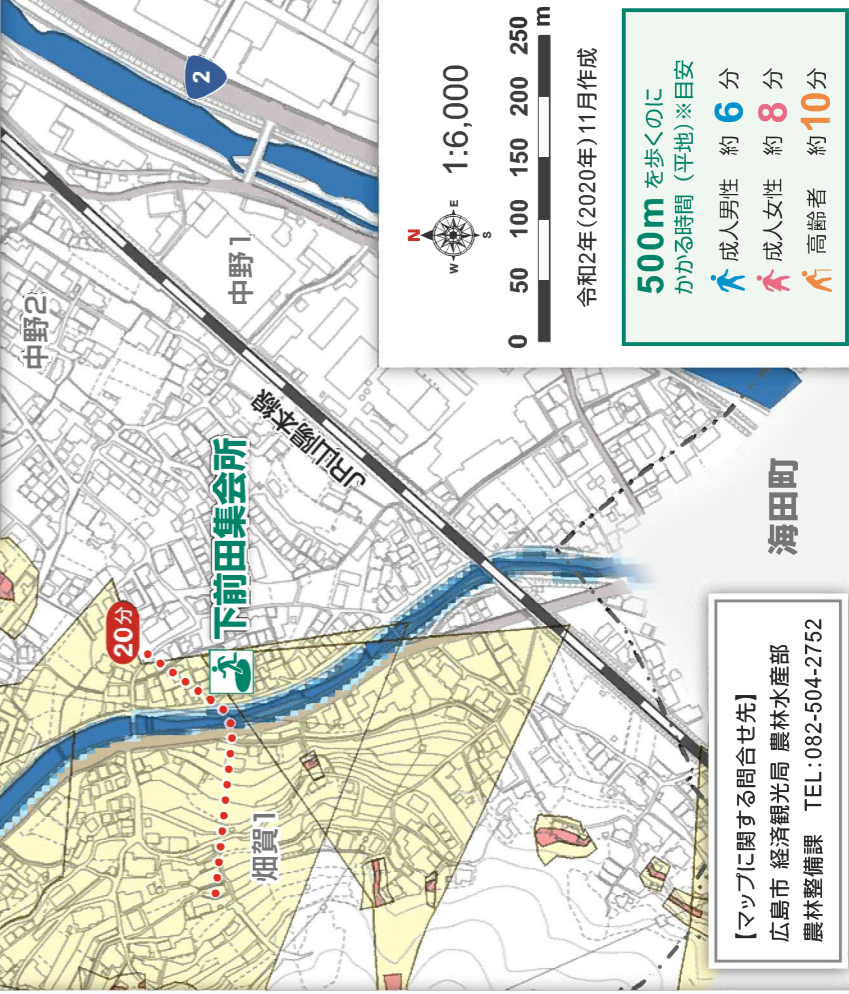 2
中野2
中野1
JR山陽本線
20分
下前田集会所
畑賀1
海田町
N
W
E
S
1:6,000
0 50 100 150 200 250 m
令和2年(2020年)11月作成
500m を歩くのに
かかる時間(平地)※目安
成人男性 約 6 分
成人女性 約 8 分
高齢者 約 10分
【マップに関する問合せ先】
広島市 経済観光局 農林水産部
農林整備課 TEL:082-504-2752